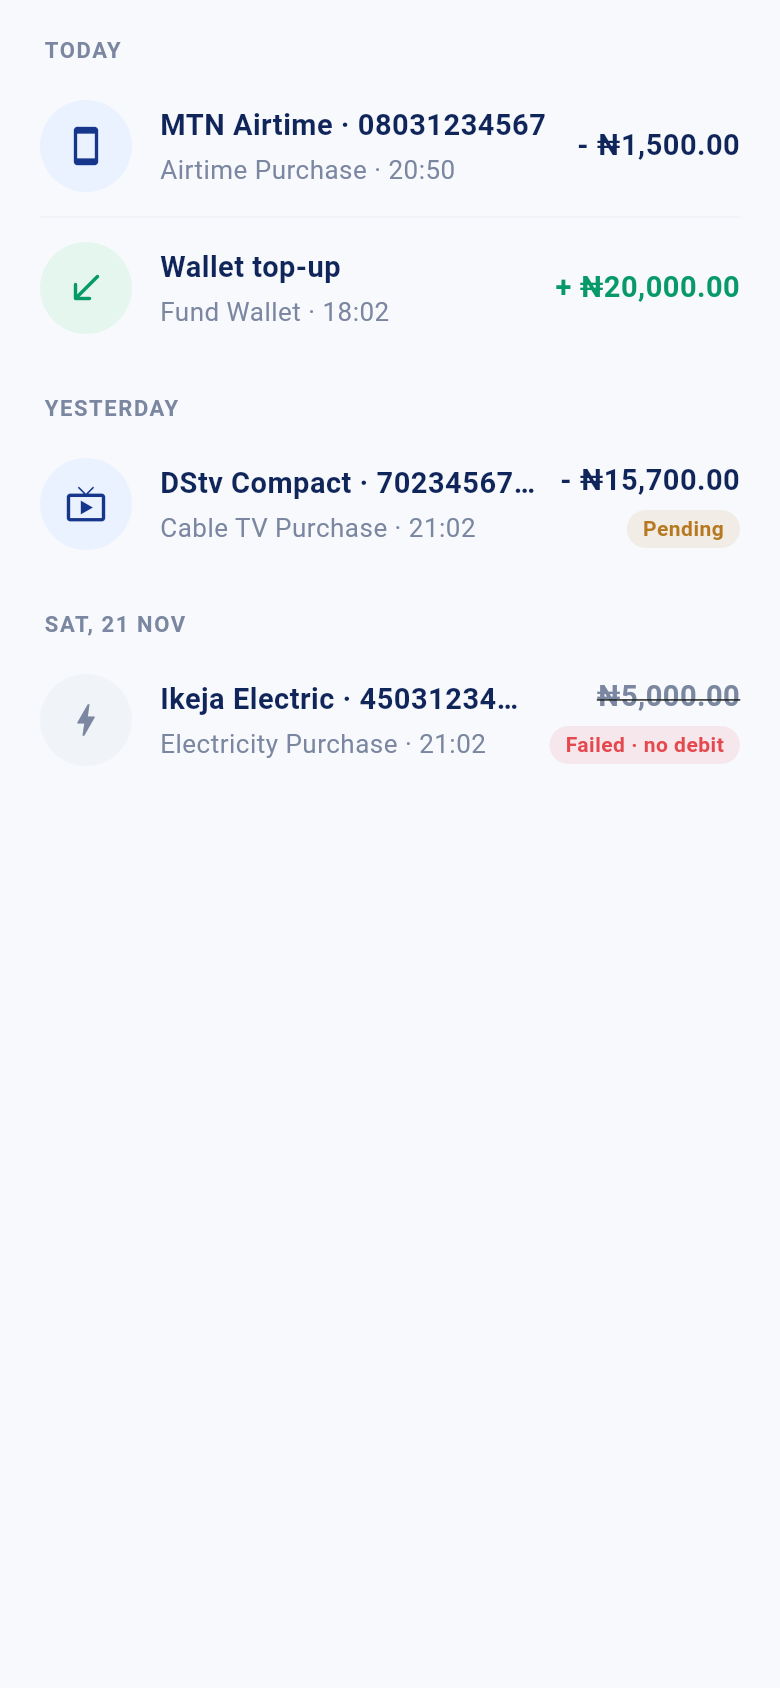 TODAY
MTN Airtime · 08031234567
- ₦1,500.00
Airtime Purchase · 20:50
Wallet top-up
+ ₦20,000.00
Fund Wallet · 18:02
YESTERDAY
DStv Compact · 70234567…
- ₦15,700.00
Cable TV Purchase · 21:02
Pending
SAT, 21 NOV
Ikeja Electric · 45031234…
₦5,000.00
Electricity Purchase · 21:02
Failed · no debit